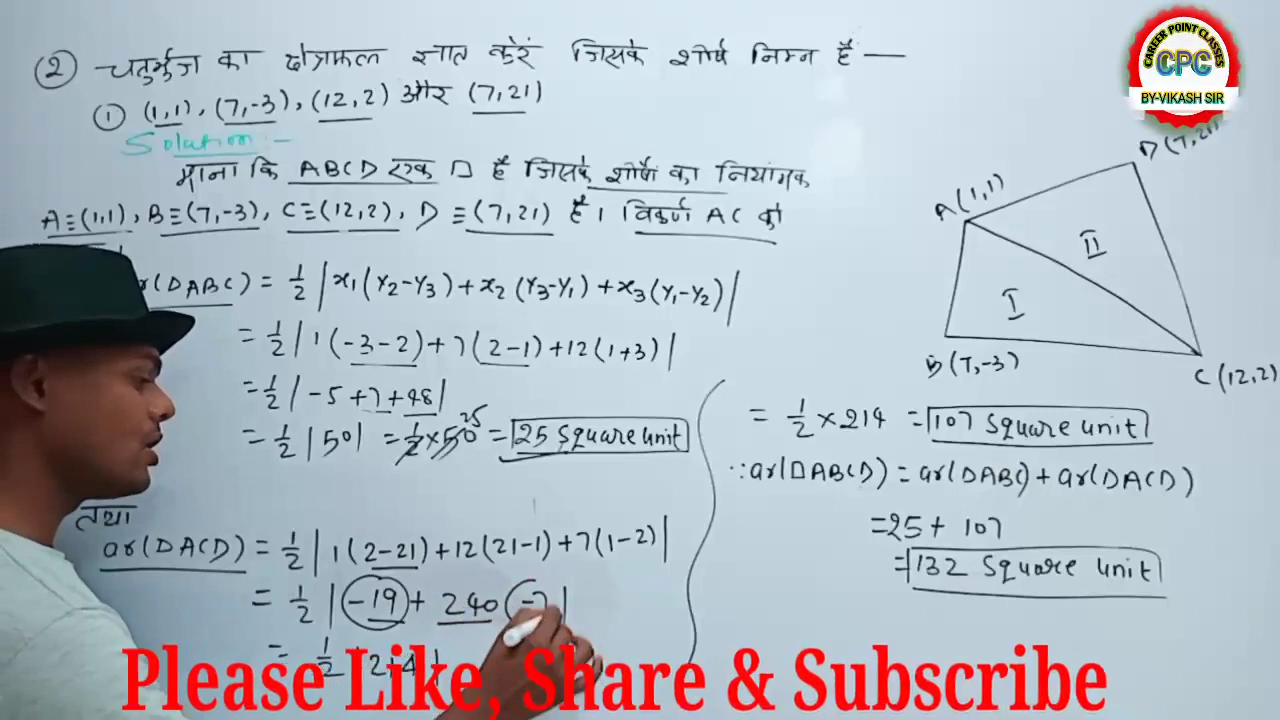 ② चतुर्भुज का क्षेत्रफल ज्ञात करें जिसके शीर्ष निम्न हैं —
① (1,1), (7,-3), (12,2) और (7,21)
Solution:-
माना कि ABCD एक □ है जिसके शीर्षों का नियामक
A≡(1,1), B≡(7,-3), C≡(12,2), D≡(7,21) है। विकर्ण AC को
ar(△ABC) = 1/2 |x₁(y₂-y₃)+x₂(y₃-y₁)+x₃(y₁-y₂)|
= 1/2 |1(-3-2)+7(2-1)+12(1+3)|
= 1/2 |-5+7+48|
= 1/2 |50| = 1/2×50 25 = 25 Square unit
तथा
ar(△ACD) = 1/2 |1(2-21)+12(21-1)+7(1-2)|
= 1/2 |-19+240-7|
= 1/2 |214|
= 1/2×214 = 107 Square unit
∵ar(□ABCD) = ar(△ABC)+ar(△ACD)
=25+107
=132 Square unit
A(1,1)
D(7,21)
I
II
B(7,-3)
C(12,2)
CAREER POINT CLASSES
CPC
BY-VIKASH SIR
Please Like, Share & Subscribe